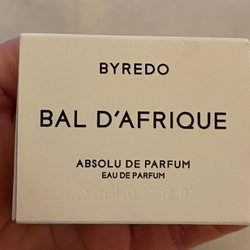 BYREDO
BAL D'AFRIQUE
ABSOLU DE PARFUM
EAU DE PARFUM